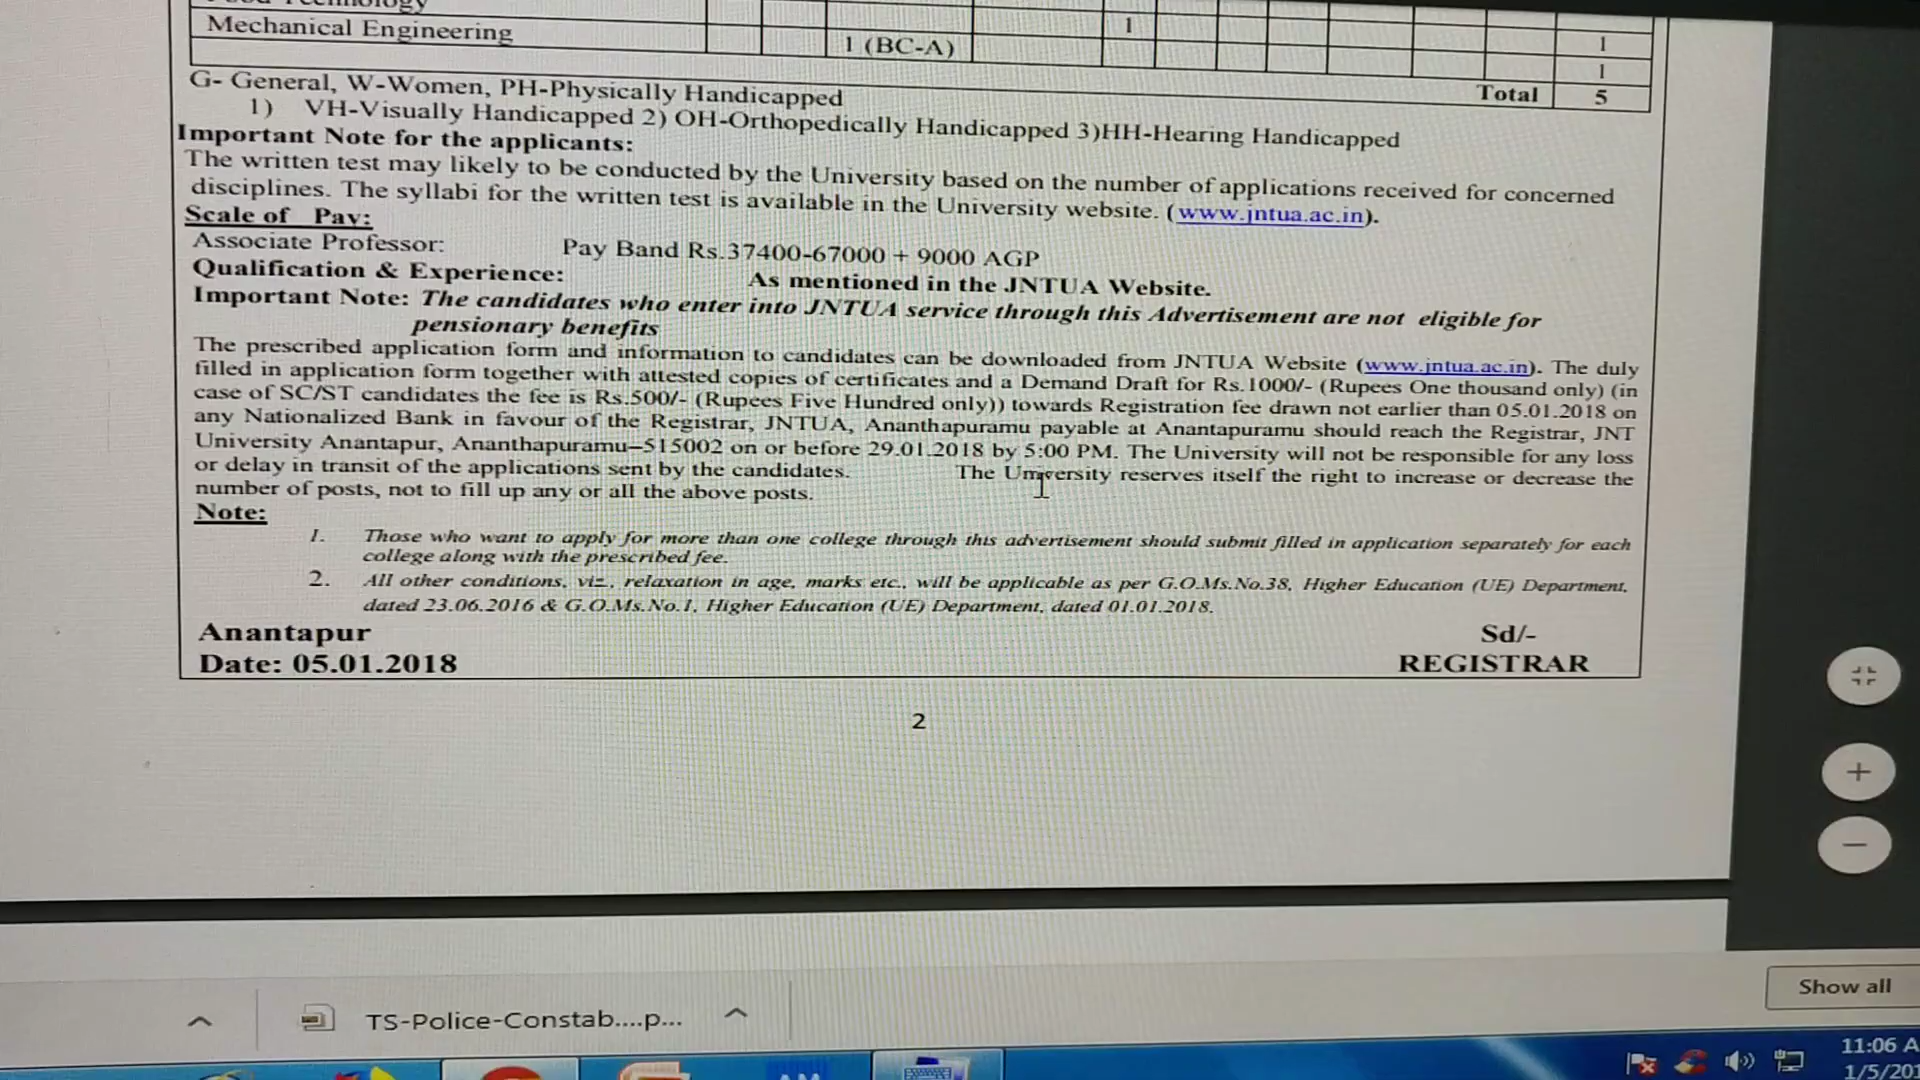 Mechanical Engineering 1 1
1 (BC-A) 1
G- General, W-Women, PH-Physically Handicapped Total 5
1) VH-Visually Handicapped 2) OH-Orthopedically Handicapped 3)HH-Hearing Handicapped
Important Note for the applicants:
The written test may likely to be conducted by the University based on the number of applications received for concerned
disciplines. The syllabi for the written test is available in the University website. (www.jntua.ac.in).
Scale of Pay:
Associate Professor: Pay Band Rs.37400-67000 + 9000 AGP
Qualification & Experience: As mentioned in the JNTUA Website.
Important Note: The candidates who enter into JNTUA service through this Advertisement are not eligible for
pensionary benefits
The prescribed application form and information to candidates can be downloaded from JNTUA Website (www.jntua.ac.in). The duly
filled in application form together with attested copies of certificates and a Demand Draft for Rs.1000/- (Rupees One thousand only) (in
case of SC/ST candidates the fee is Rs.500/- (Rupees Five Hundred only)) towards Registration fee drawn not earlier than 05.01.2018 on
any Nationalized Bank in favour of the Registrar, JNTUA, Ananthapuramu payable at Anantapuramu should reach the Registrar, JNT
University Anantapur, Ananthapuramu–515002 on or before 29.01.2018 by 5:00 PM. The University will not be responsible for any loss
or delay in transit of the applications sent by the candidates. The University reserves itself the right to increase or decrease the
number of posts, not to fill up any or all the above posts.
Note:
1. Those who want to apply for more than one college through this advertisement should submit filled in application separately for each
college along with the prescribed fee.
2. All other conditions, viz., relaxation in age, marks etc., will be applicable as per G.O.Ms.No.38, Higher Education (UE) Department,
dated 23.06.2016 & G.O.Ms.No.1, Higher Education (UE) Department, dated 01.01.2018.
Anantapur Sd/-
Date: 05.01.2018 REGISTRAR
2
Show all
TS-Police-Constab....p...
11:06 A
1/5/201